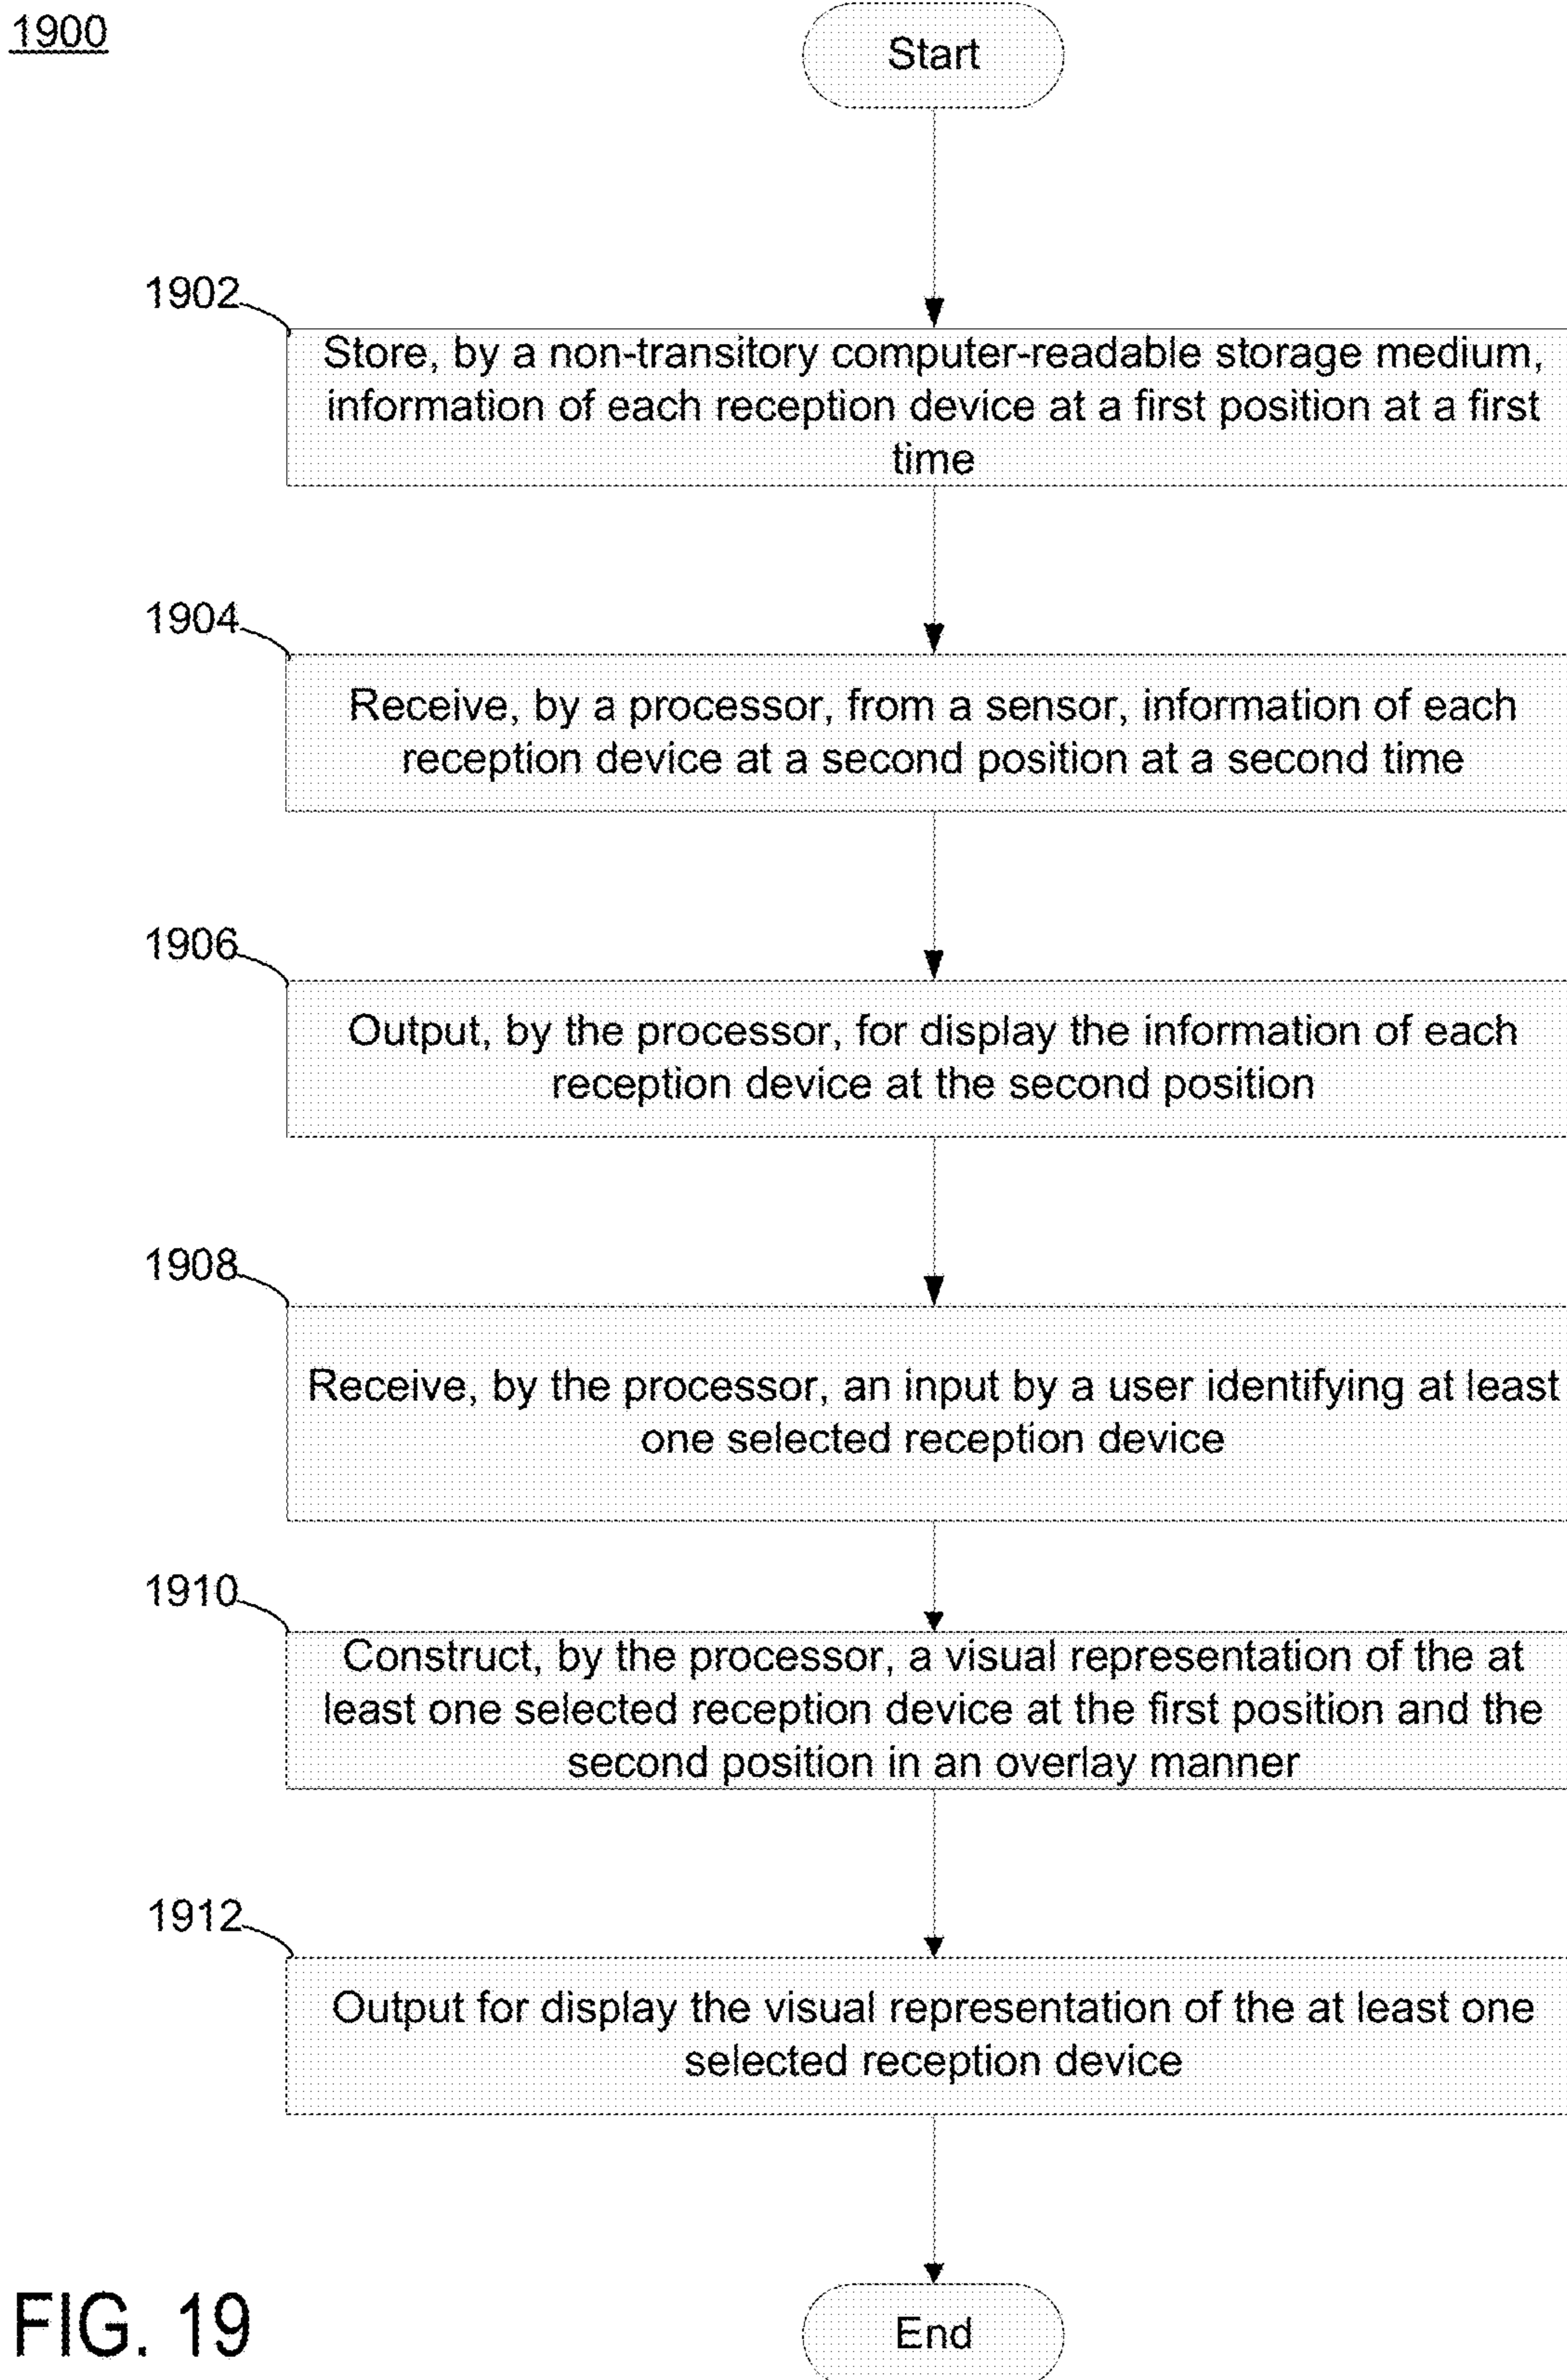 1900
Start
1902
Store, by a non-transitory computer-readable storage medium,
information of each reception device at a first position at a first
time
1904
Receive, by a processor, from a sensor, information of each
reception device at a second position at a second time
1906
Output, by the processor, for display the information of each
reception device at the second position
1908
Receive, by the processor, an input by a user identifying at least
one selected reception device
1910
Construct, by the processor, a visual representation of the at
least one selected reception device at the first position and the
second position in an overlay manner
1912
Output for display the visual representation of the at least one
selected reception device
End
FIG. 19